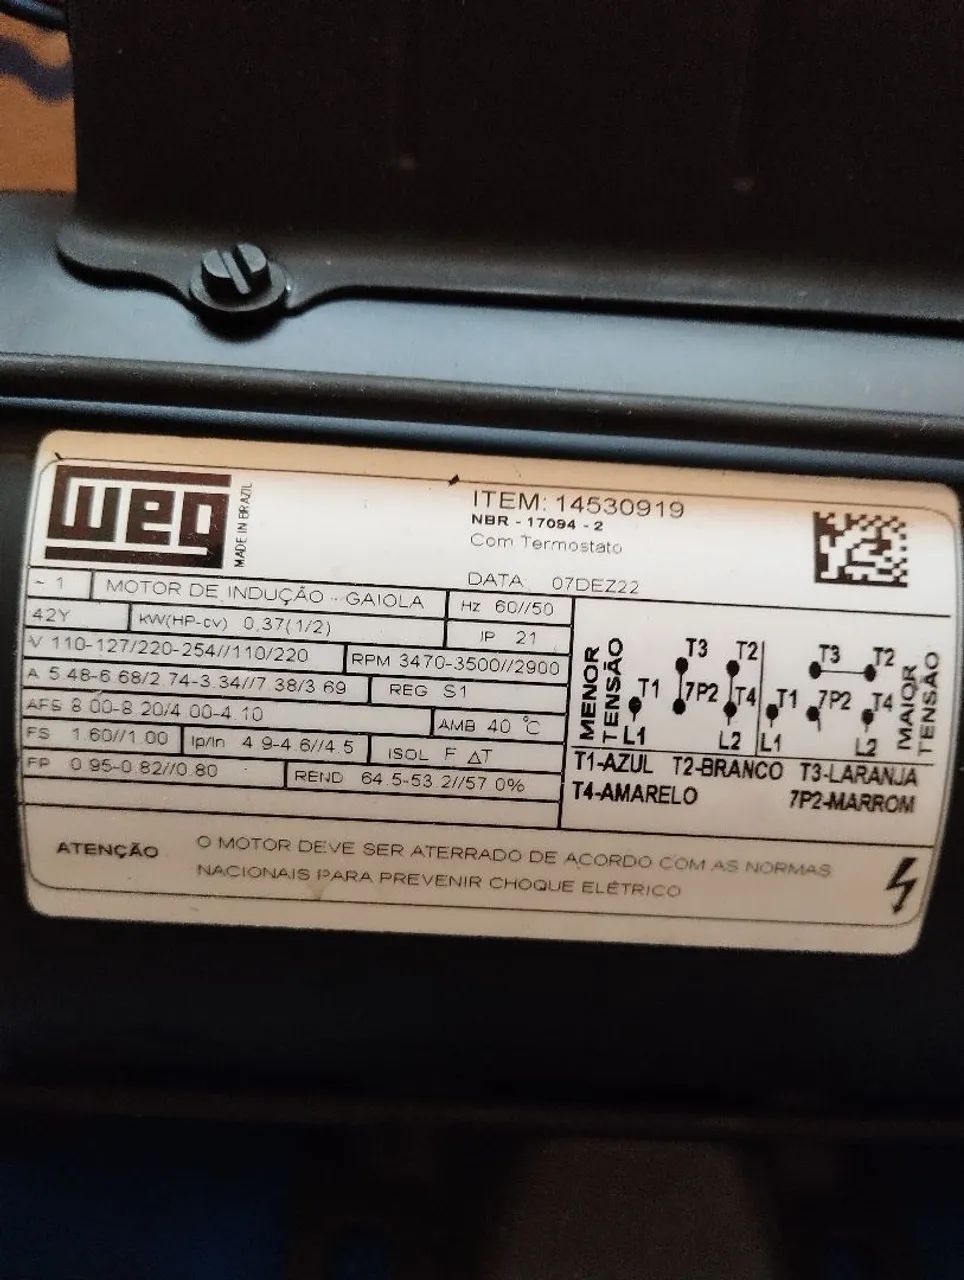 WEG
MADE IN BRAZIL
ITEM: 14530919
NBR - 17094 - 2
Com Termostato
DATA 07DEZ22
~ 1 MOTOR DE INDUÇÃO - GAIOLA Hz 60//50
42Y kW(HP-cv) 0,37(1/2) IP 21
V 110-127/220-254//110/220 RPM 3470-3500//2900
A 5.48-6.68/2.74-3.34//7.38/3.69 REG S1
AFS 8.00-8.20/4.00-4.10 AMB 40 °C
FS 1.60//1.00 Ip/In 4.9-4.6//4.5 ISOL F ΔT
FP 0.95-0.82//0.80 REND 64.5-53.2//57.0%
MENOR TENSÃO
T3 T2
T1 7P2 T4
L1 L2
T3 T2
T1 7P2 T4
L1 L2
MAIOR TENSÃO
T1-AZUL T2-BRANCO T3-LARANJA
T4-AMARELO 7P2-MARROM
ATENÇÃO
O MOTOR DEVE SER ATERRADO DE ACORDO COM AS NORMAS
NACIONAIS PARA PREVENIR CHOQUE ELÉTRICO